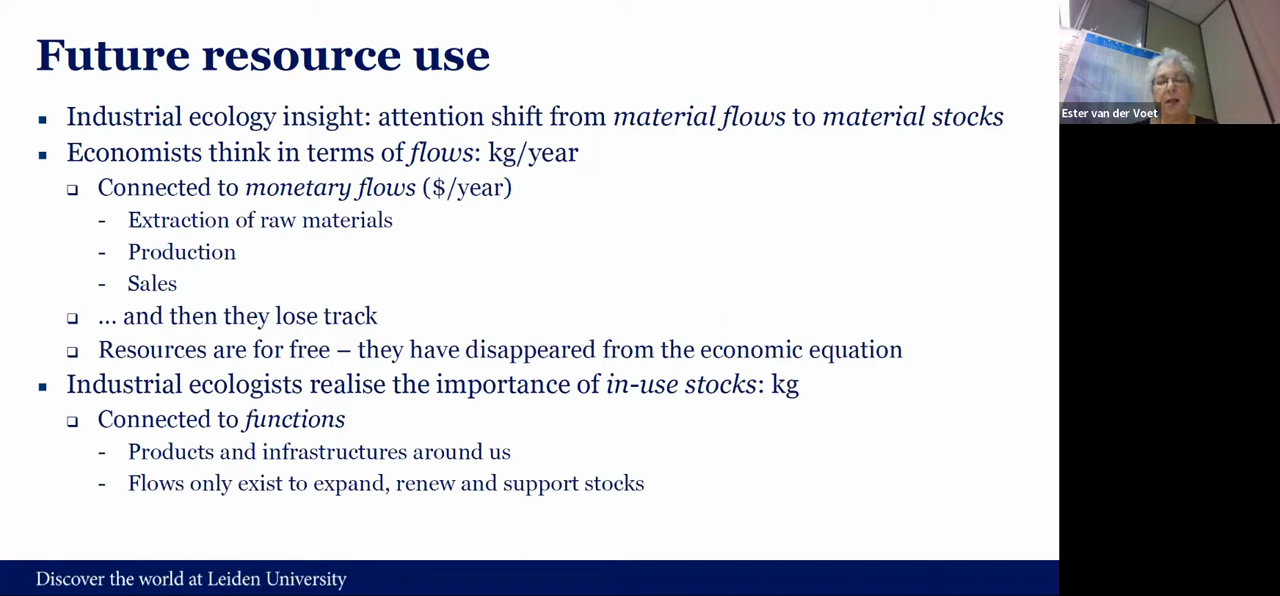 Future resource use
Industrial ecology insight: attention shift from material flows to material stocks
Economists think in terms of flows: kg/year
Connected to monetary flows ($/year)
- Extraction of raw materials
- Production
- Sales
... and then they lose track
Resources are for free – they have disappeared from the economic equation
Industrial ecologists realise the importance of in-use stocks: kg
Connected to functions
- Products and infrastructures around us
- Flows only exist to expand, renew and support stocks
Discover the world at Leiden University
Ester van der Voet